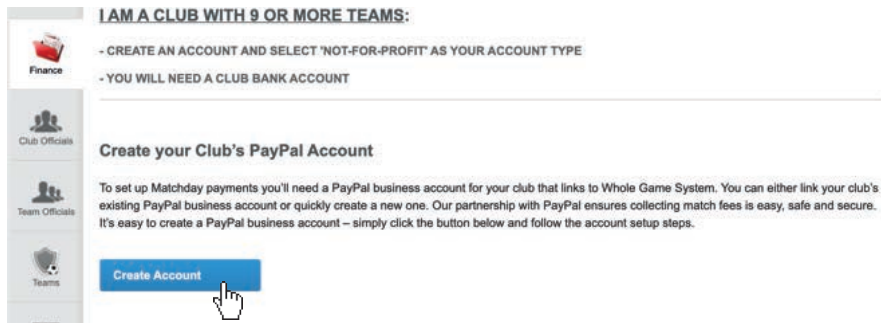 I AM A CLUB WITH 9 OR MORE TEAMS:
- CREATE AN ACCOUNT AND SELECT 'NOT-FOR-PROFIT' AS YOUR ACCOUNT TYPE
- YOU WILL NEED A CLUB BANK ACCOUNT
Finance
Club Officials
Team Officials
Teams
Create your Club's PayPal Account
To set up Matchday payments you'll need a PayPal business account for your club that links to Whole Game System. You can either link your club's
existing PayPal business account or quickly create a new one. Our partnership with PayPal ensures collecting match fees is easy, safe and secure.
It's easy to create a PayPal business account – simply click the button below and follow the account setup steps.
Create Account